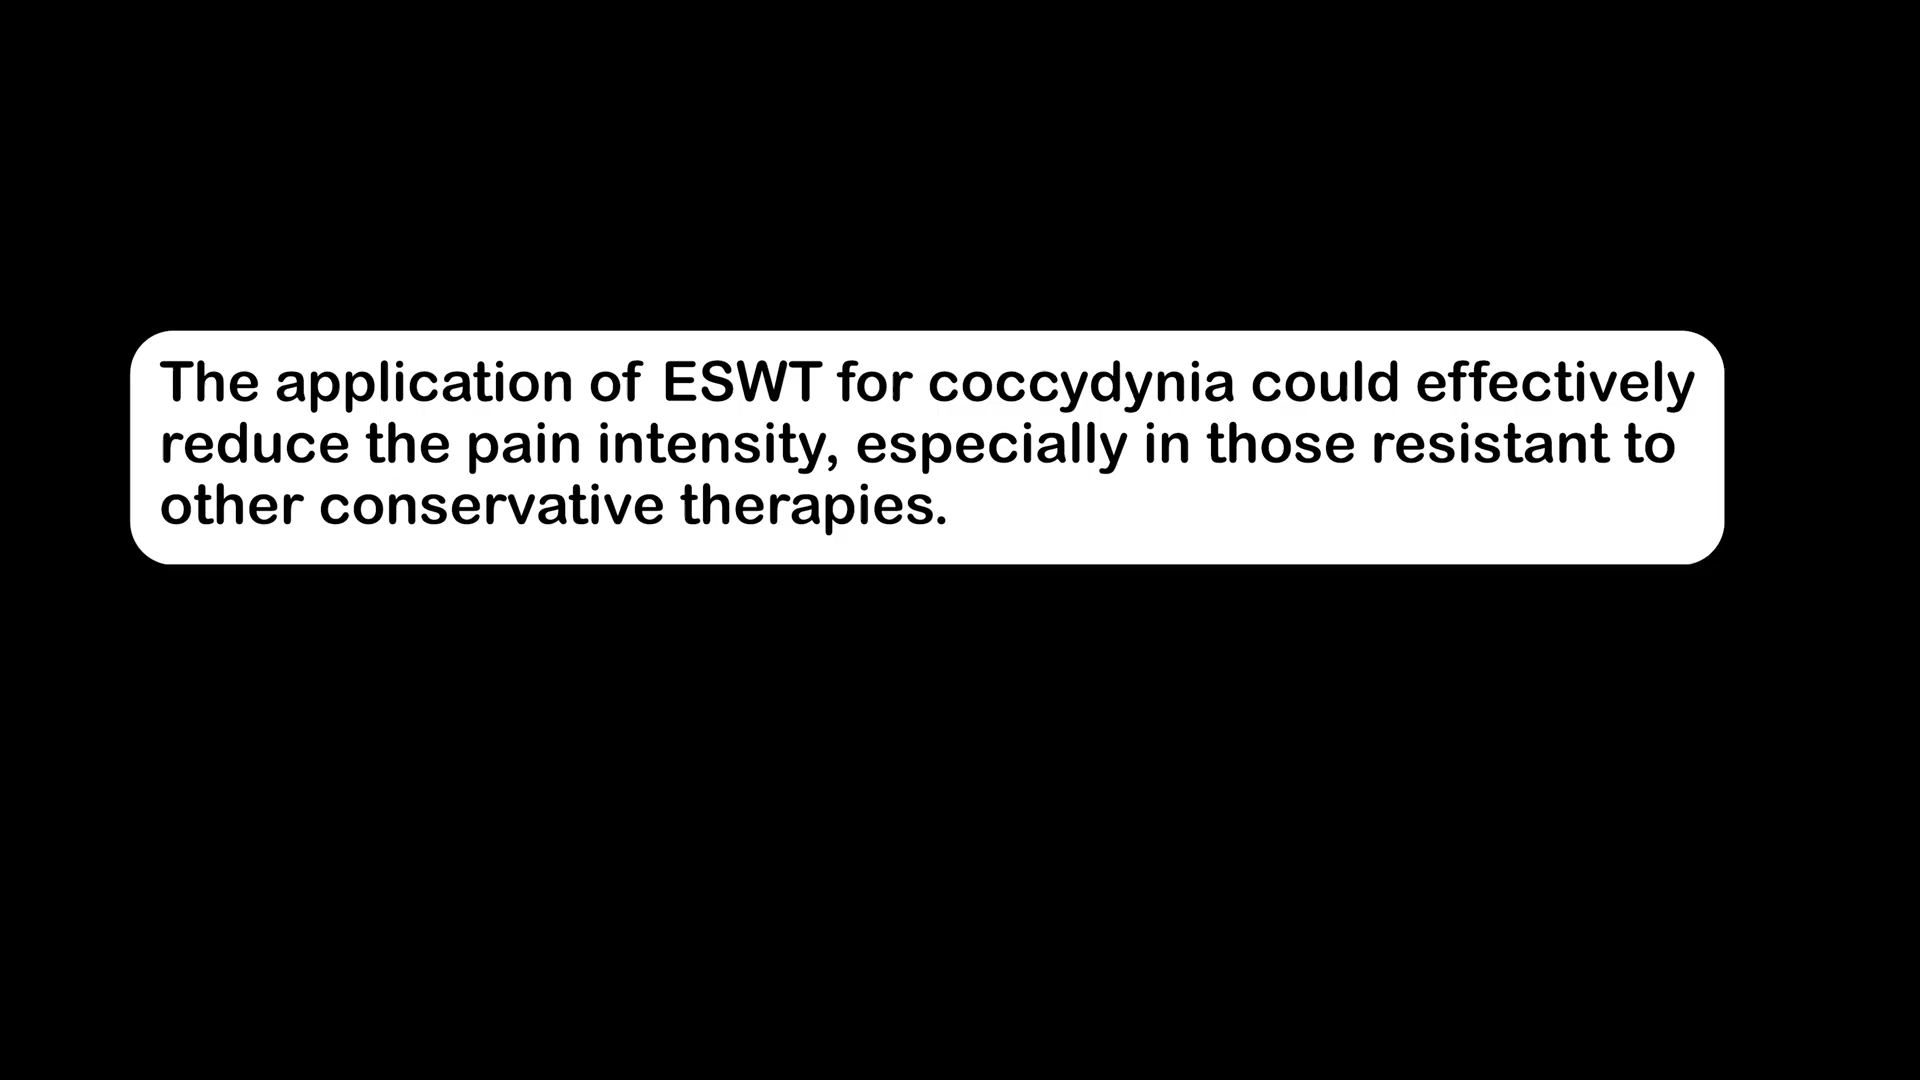 The application of ESWT for coccydynia could effectively
reduce the pain intensity, especially in those resistant to
other conservative therapies.